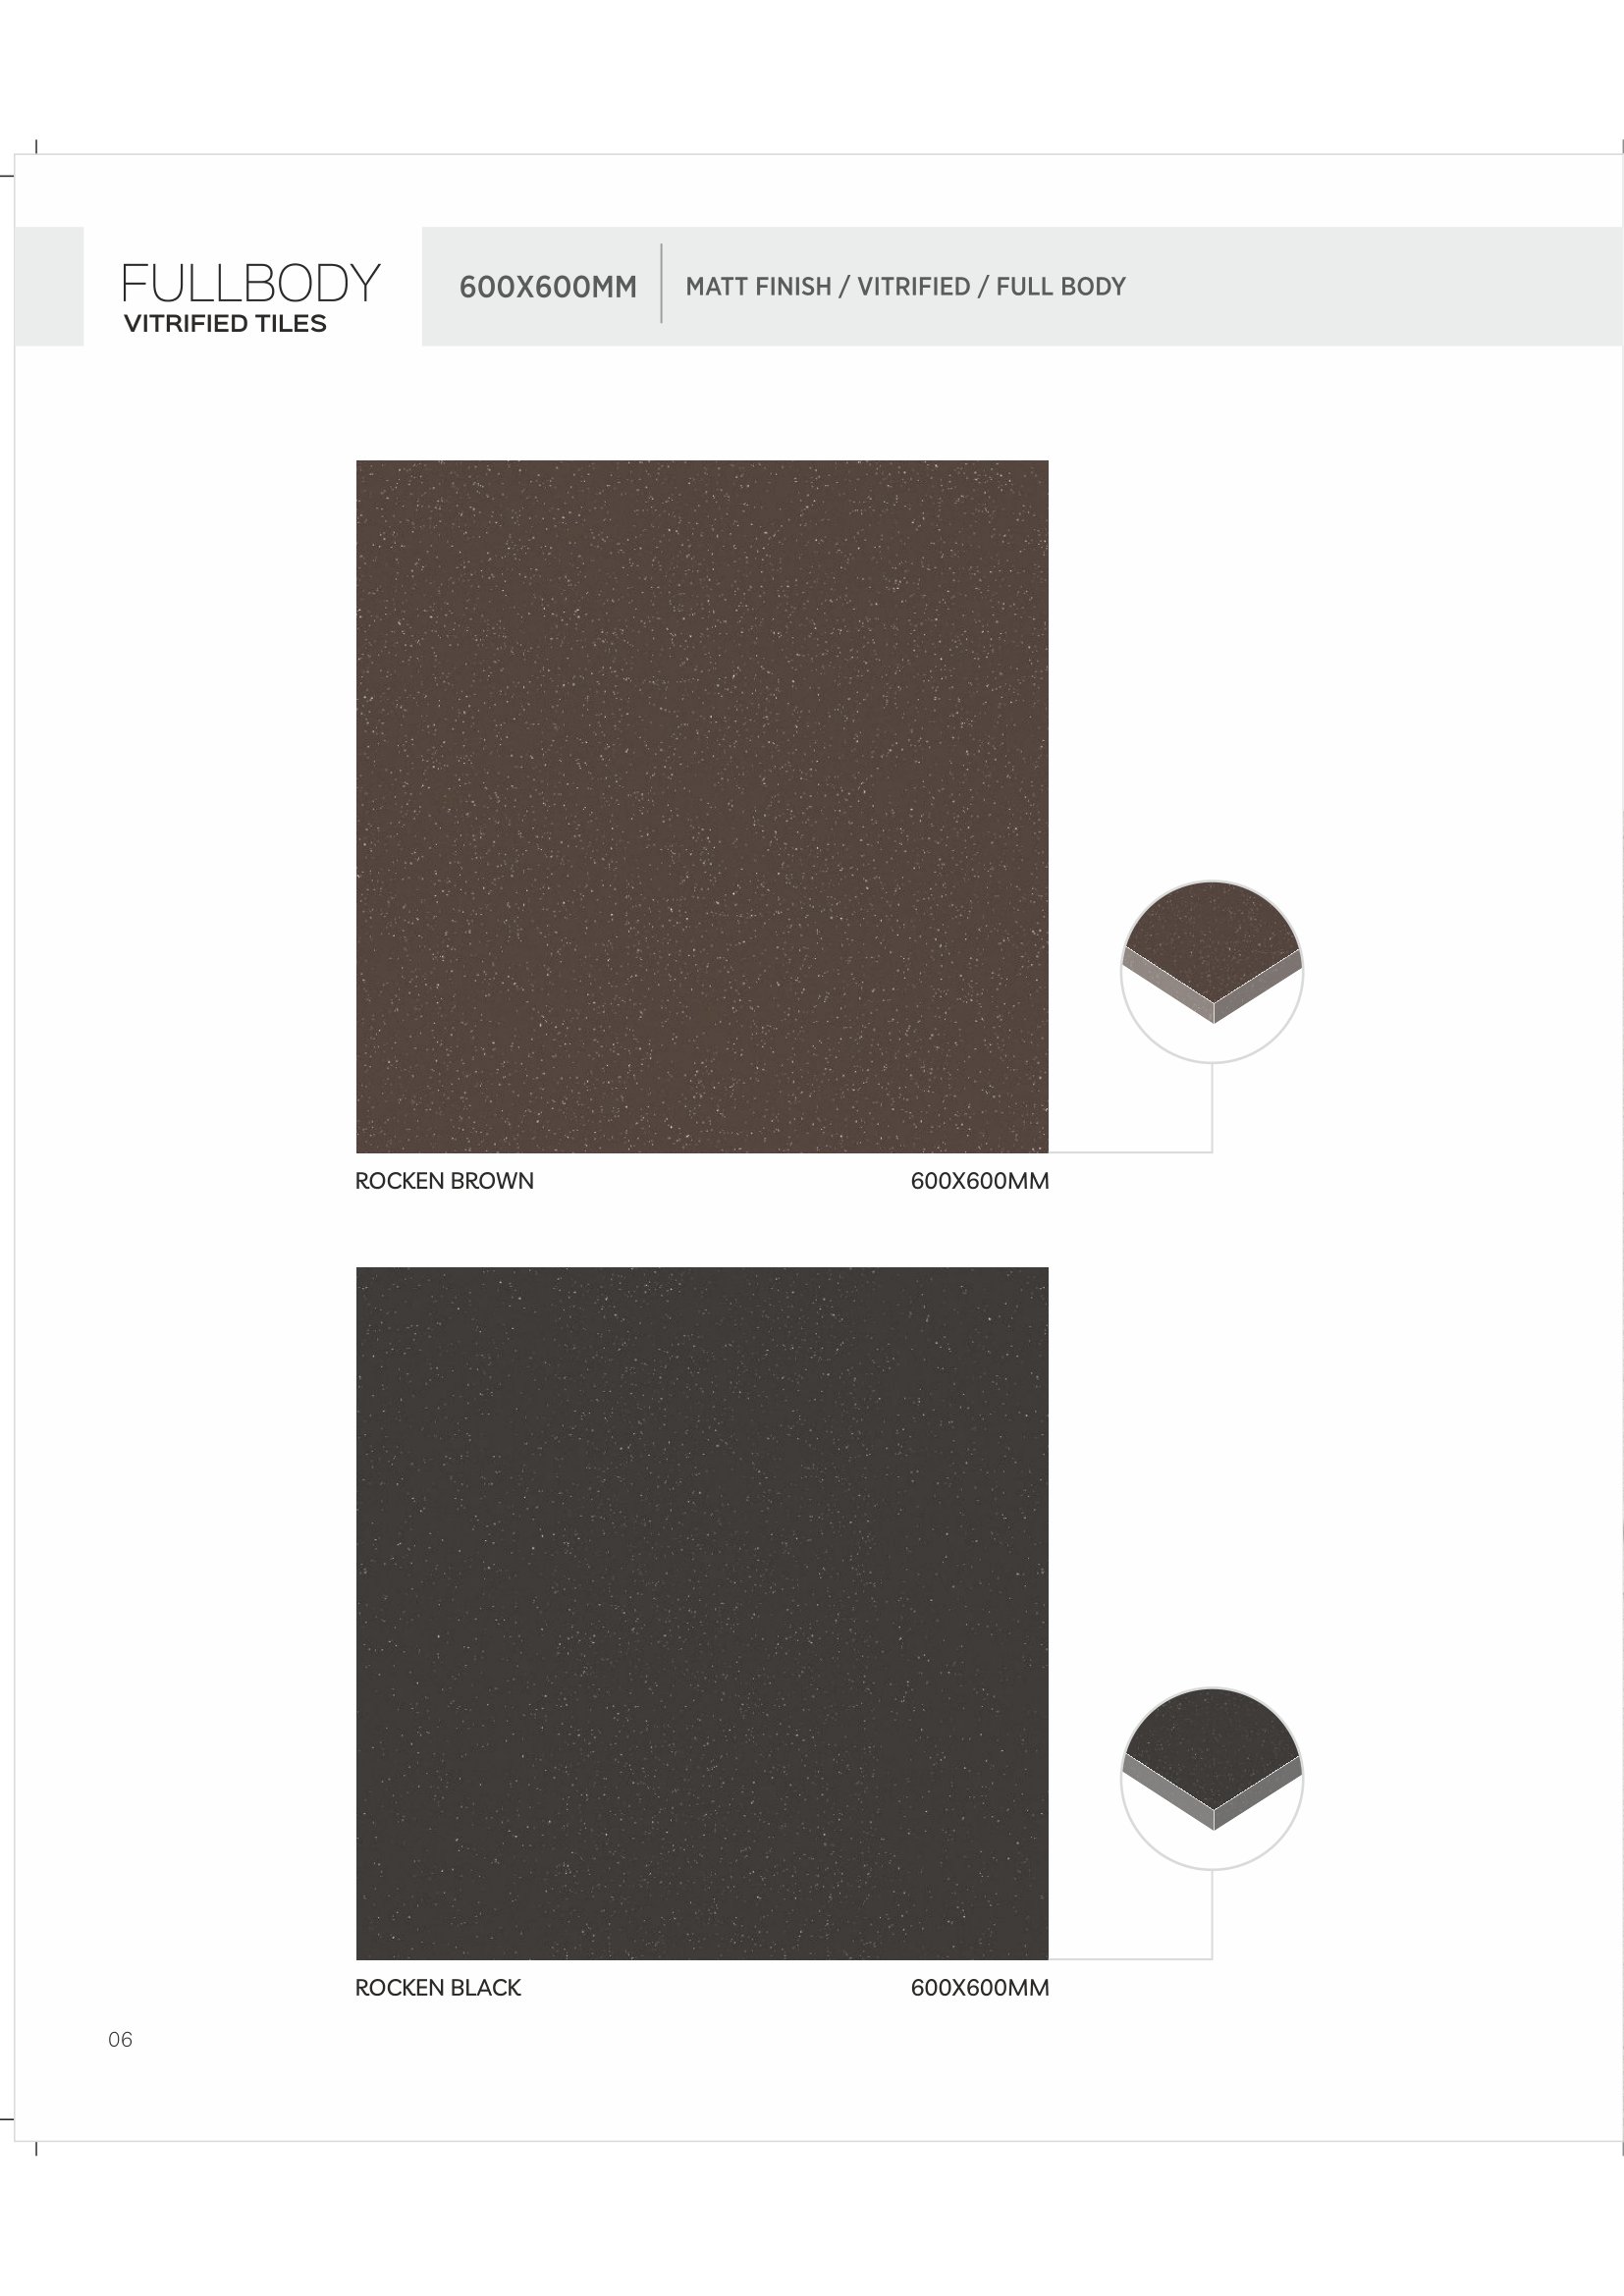 FULLBODY
VITRIFIED TILES
600X600MM
MATT FINISH / VITRIFIED / FULL BODY
ROCKEN BROWN
600X600MM
ROCKEN BLACK
600X600MM
06